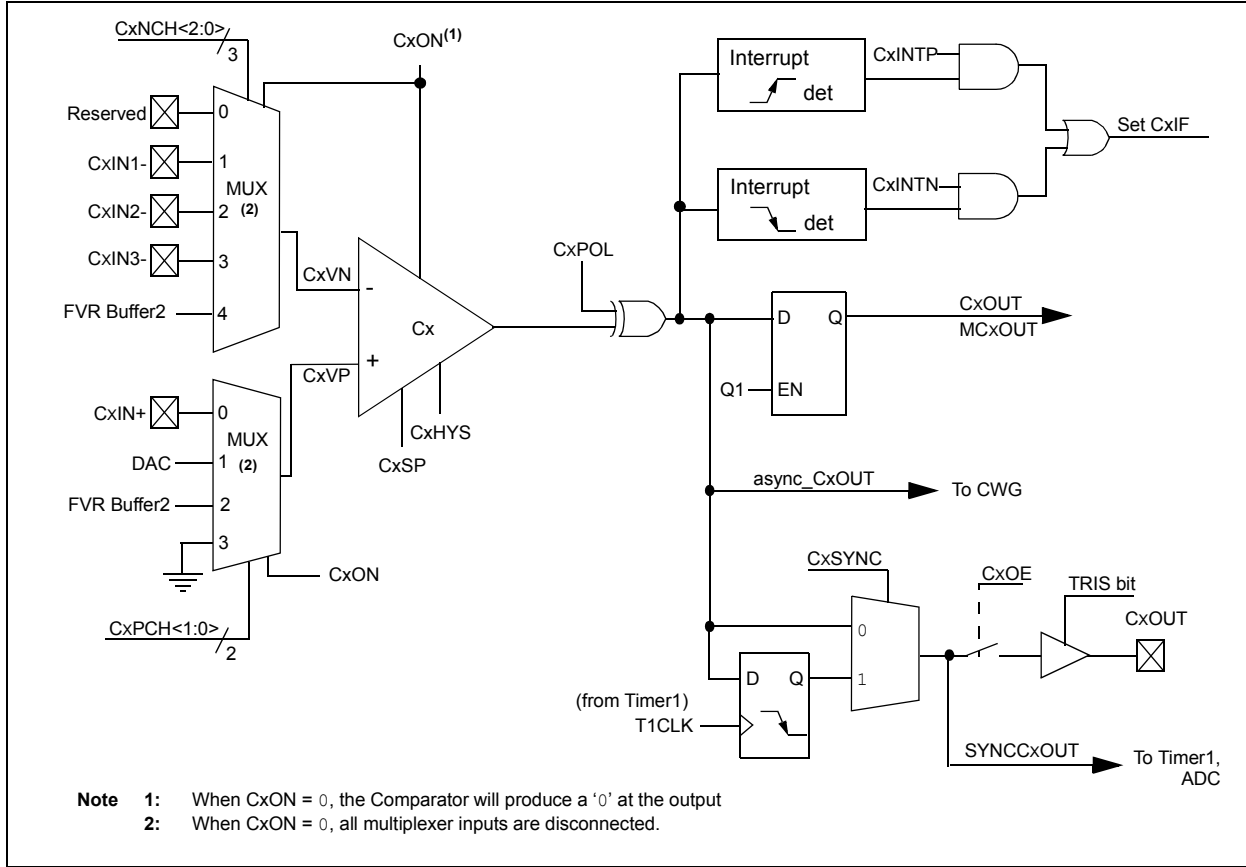 CxNCH<2:0>
3
CxON(1)
Reserved
0
CxIN1-
1
MUX
(2)
CxIN2-
2
CxIN3-
3
FVR Buffer2
4
CxVN
-
Cx
+
CxVP
CxHYS
CxSP
CxIN+
0
MUX
(2)
DAC
1
FVR Buffer2
2
3
CxON
CxPCH<1:0>
2
CxPOL
Interrupt
det
CxINTP
Interrupt
det
CxINTN
Set CxIF
D
Q
Q1
EN
CxOUT
MCxOUT
async_CxOUT
To CWG
CxSYNC
0
1
D
Q
(from Timer1)
T1CLK
CxOE
TRIS bit
CxOUT
SYNCCxOUT
To Timer1,
ADC
Note 1: When CxON = 0, the Comparator will produce a ‘0’ at the output
2: When CxON = 0, all multiplexer inputs are disconnected.